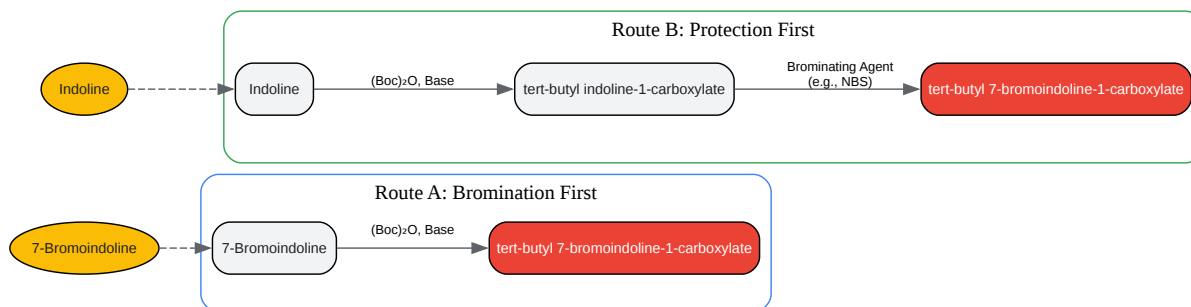 Route B: Protection First
Indoline
Indoline
(Boc)₂O, Base
tert-butyl indoline-1-carboxylate
Brominating Agent
(e.g., NBS)
tert-butyl 7-bromoindoline-1-carboxylate
Route A: Bromination First
7-Bromoindoline
7-Bromoindoline
(Boc)₂O, Base
tert-butyl 7-bromoindoline-1-carboxylate